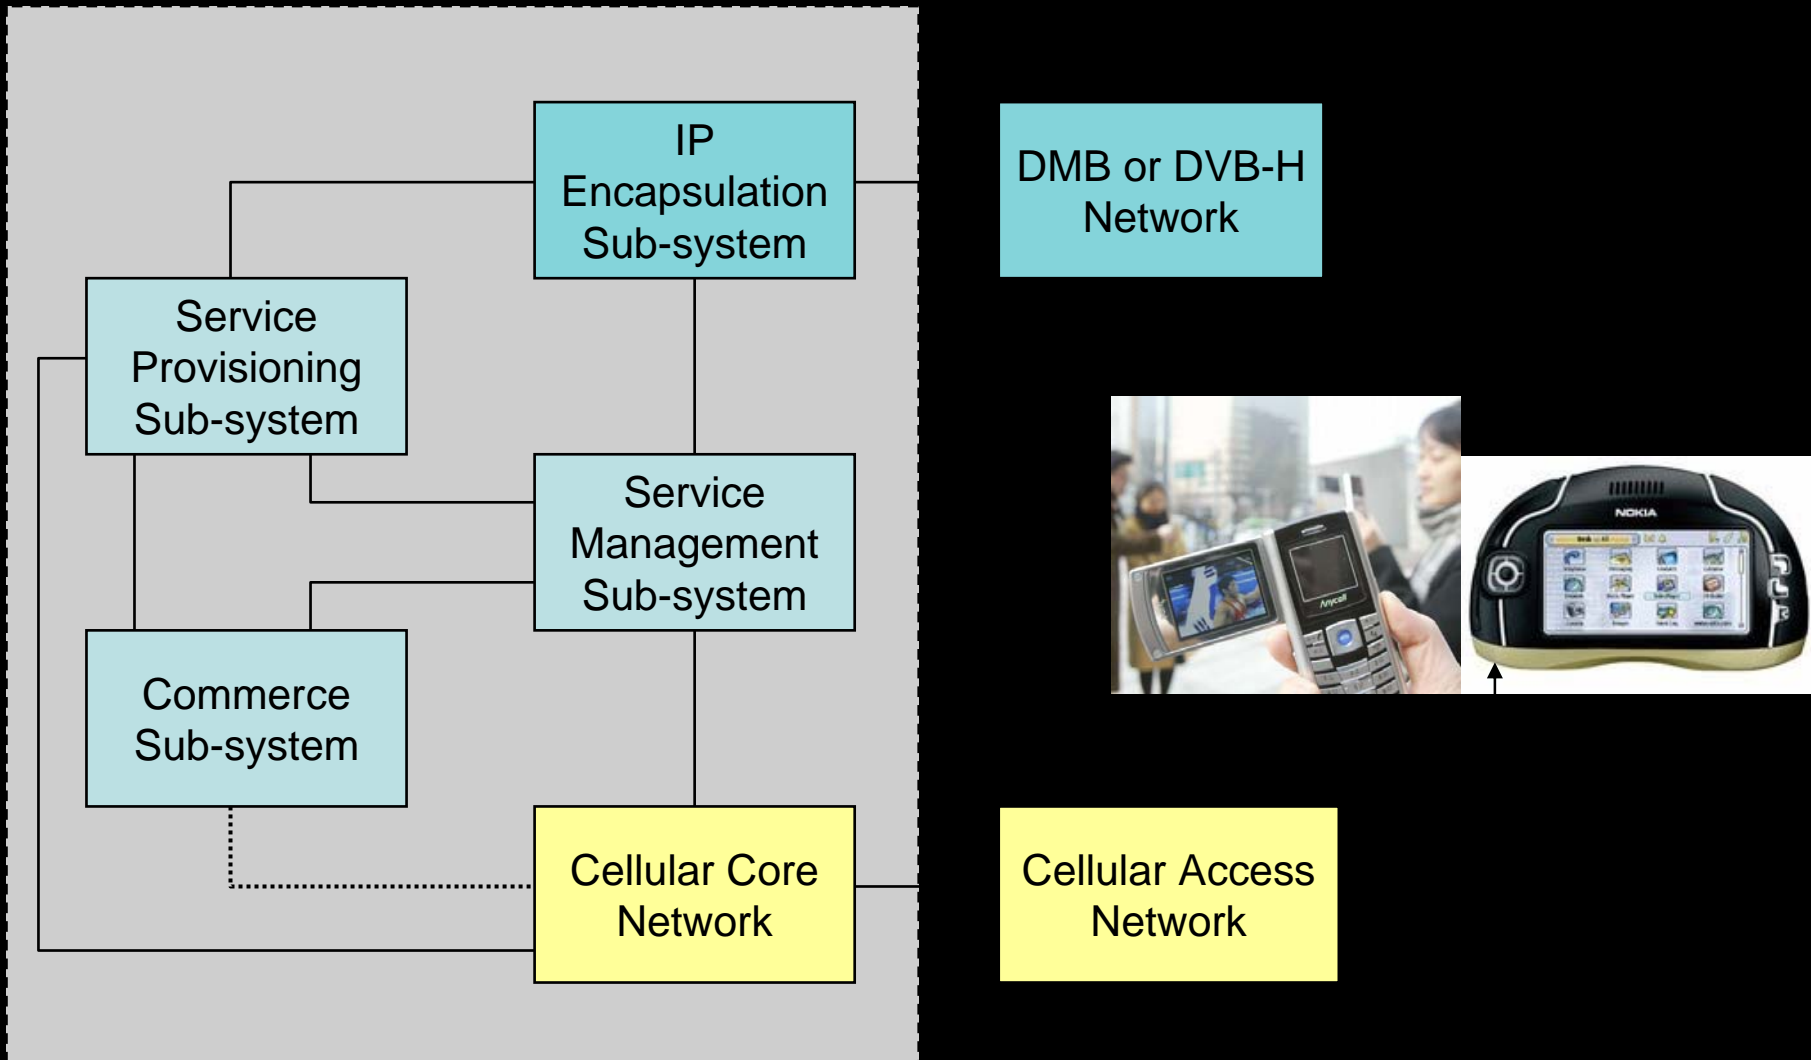 IP
Encapsulation
Sub-system
DMB or DVB-H
Network
Service
Provisioning
Sub-system
Service
Management
Sub-system
NOKIA
Anycall
Commerce
Sub-system
Cellular Core
Network
Cellular Access
Network